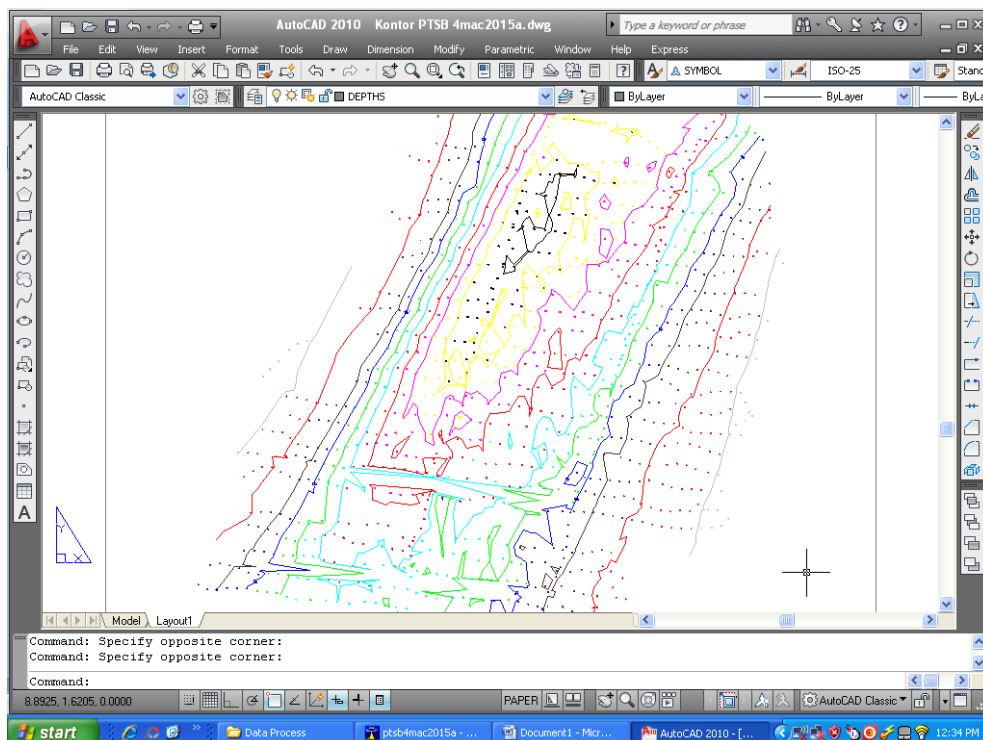 AutoCAD 2010 Kontor PTSB 4mac2015a.dwg
Type a keyword or phrase
File Edit View Insert Format Tools Draw Dimension Modify Parametric Window Help Express
A SYMBOL ISO-25 Stanc
AutoCAD Classic DEPTHS ByLayer ByLayer ByLa
A
Y
X
Model Layout1
Command: Specify opposite corner:
Command: Specify opposite corner:
Command:
8.8925, 1.6205, 0.0000 PAPER AutoCAD Classic
start Data Process ptsb4mac2015a - ... Document1 - Micr... AutoCAD 2010 - [... 12:34 PM